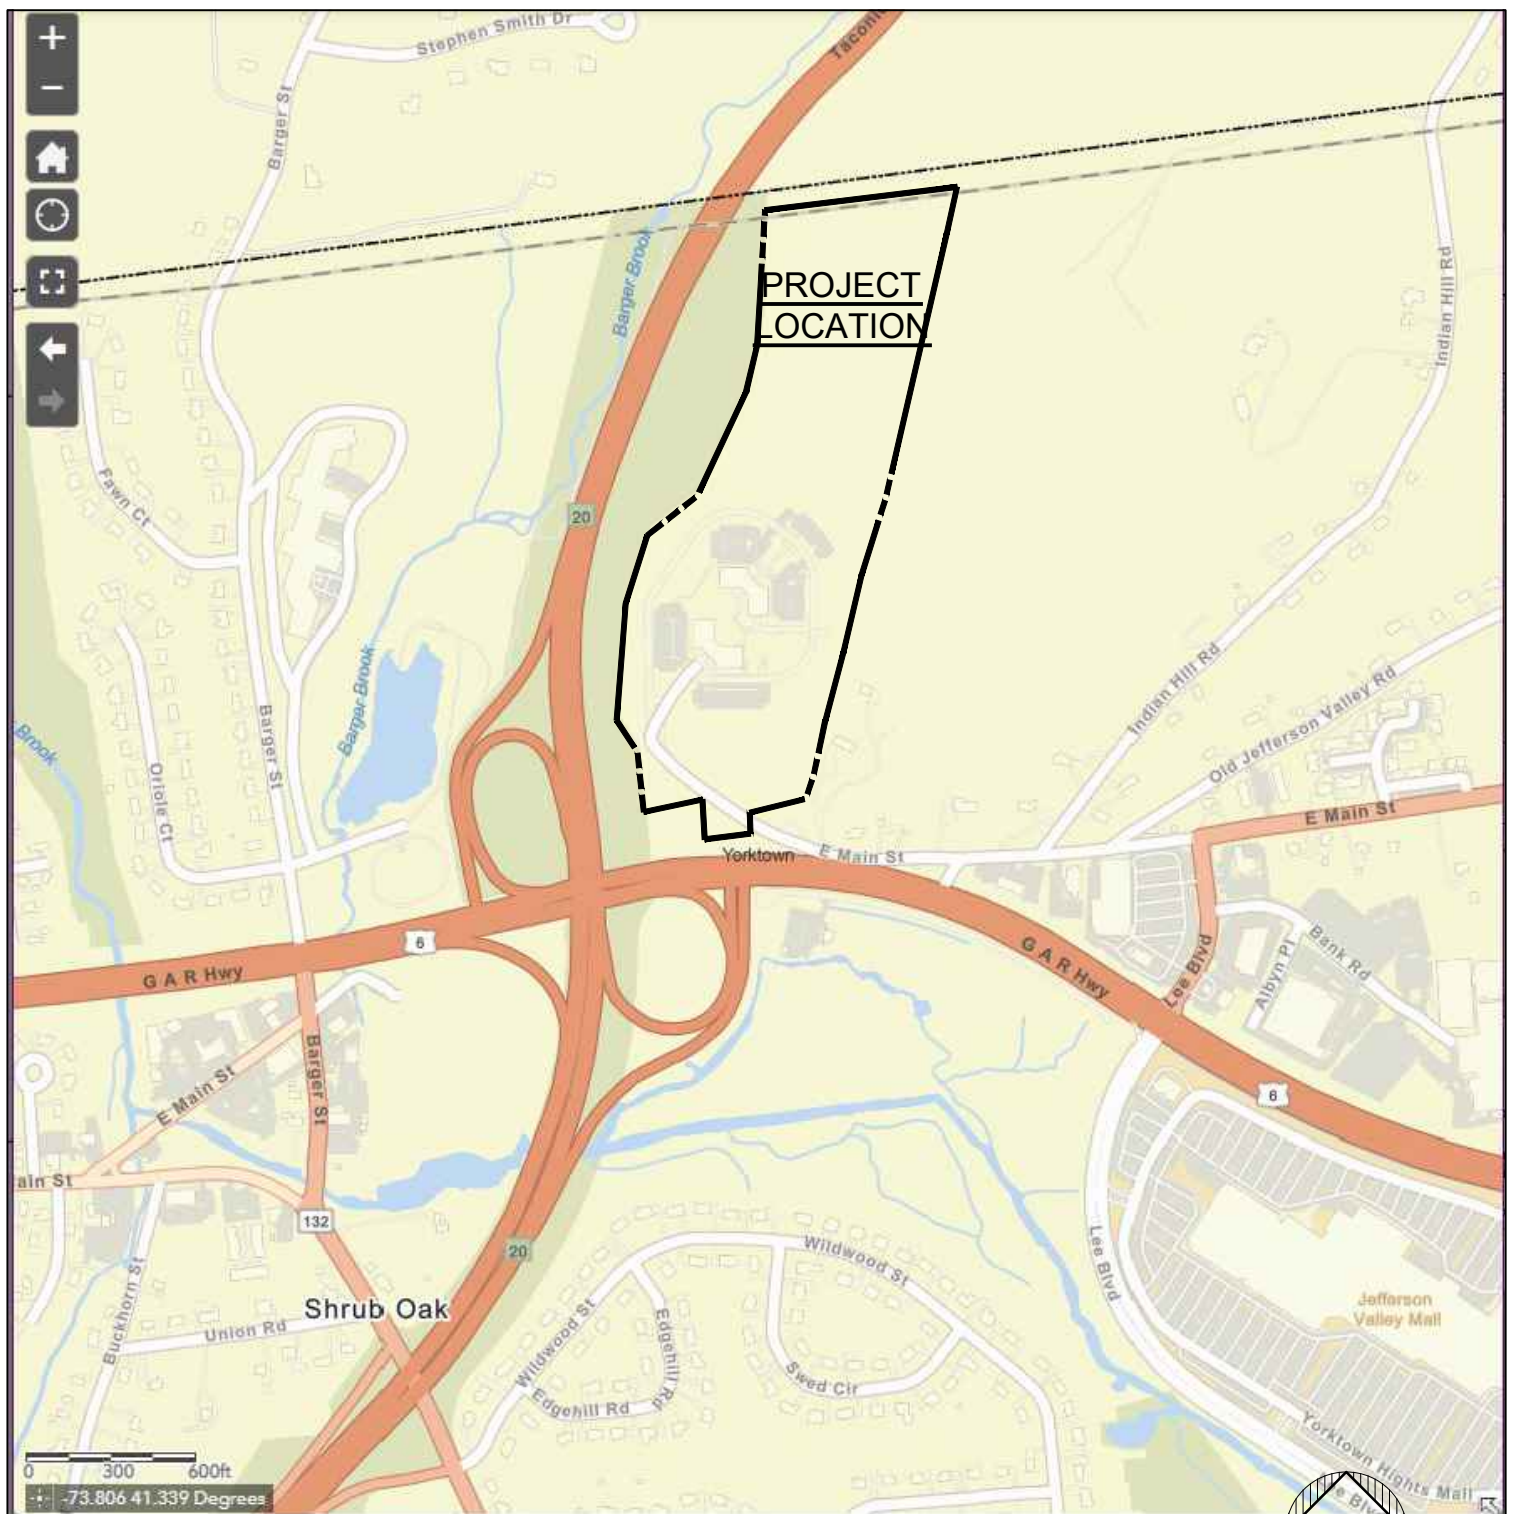 Stephen Smith Dr
Taconic
Barger St
Barger Brook
PROJECT
LOCATION
Indian Hill Rd
Fawn Ct
20
Barger Brook
Indian Hill Rd
Old Jefferson Valley Rd
Brook
Oriole Ct
Barger St
E Main St
Yorktown
E Main St
6
G A R Hwy
G A R Hwy
Lee Blvd
Albyn Pl
Bank Rd
E Main St
Barger St
6
ain St
132
20
Wildwood St
Lee Blvd
Shrub Oak
Union Rd
Buckhorn St
Wildwood St
Edgehill Rd
Edgehill Rd
Swed Cir
Jefferson
Valley Mall
Yorktown Hights Mall
e Blv
0 300 600ft
-73.806 41.339 Degrees